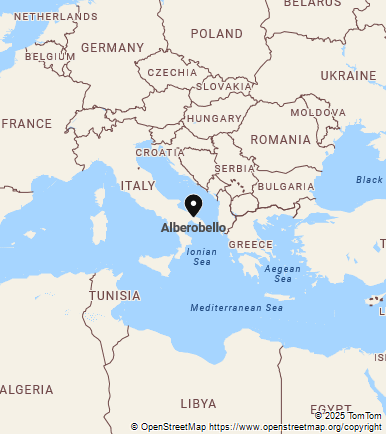 BELARUS
NETHERLANDS
POLAND
GERMANY
BELGIUM
CZECHIA
UKRAINE
SLOVAKIA
MOLDOVA
HUNGARY
FRANCE
ROMANIA
CROATIA
SERBIA
ITALY
BULGARIA
Black
Alberobello
GREECE
Ionian
Sea
Aegean
Sea
TUNISIA
Mediterranean Sea
IS
ALGERIA
LIBYA
EGYPT
© 2025 TomTom
© OpenStreetMap https://www.openstreetmap.org/copyright